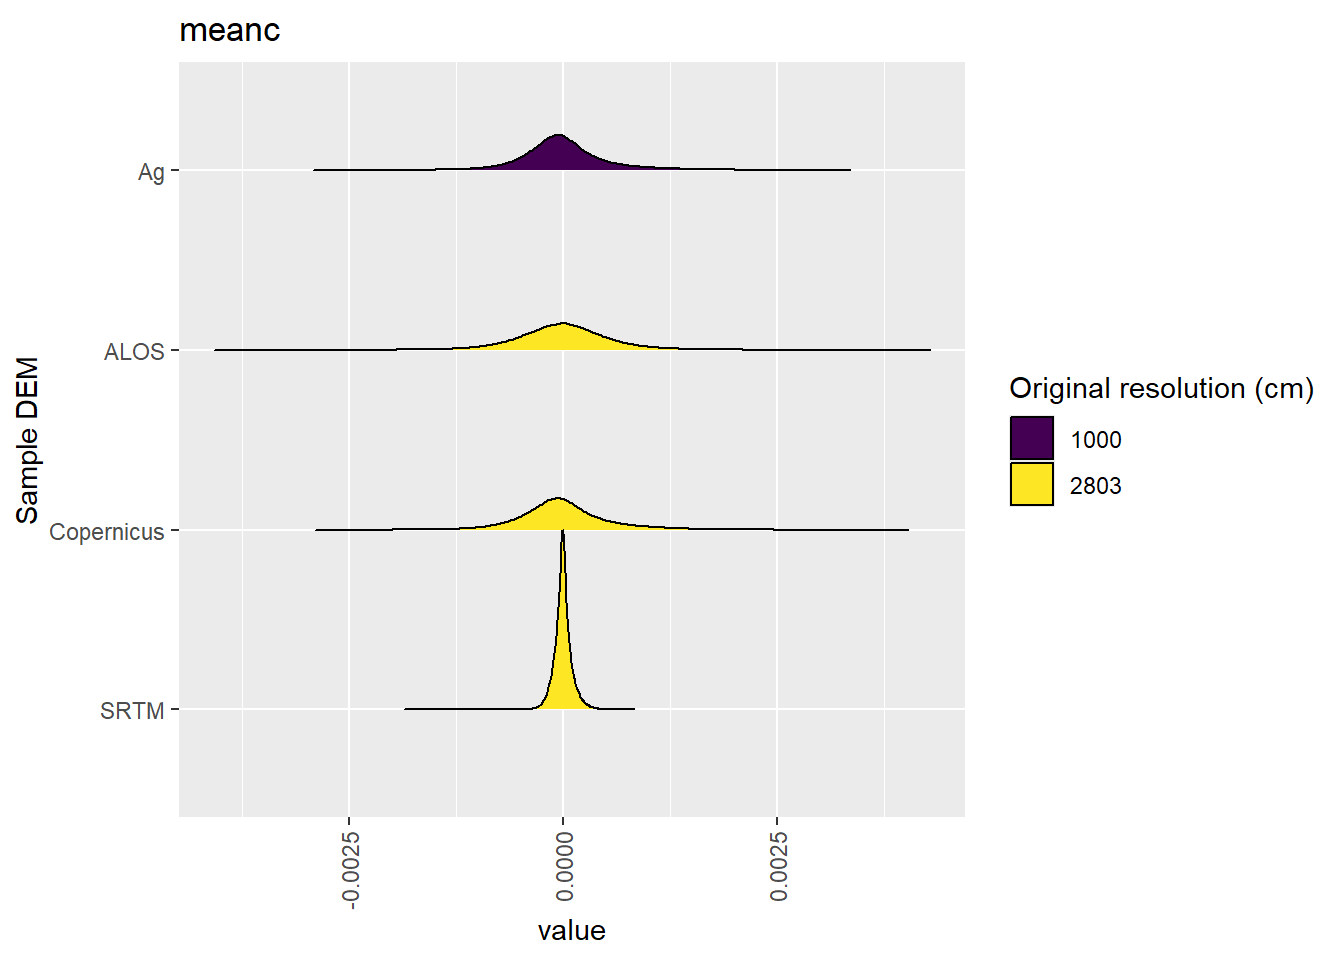 meanc
Sample DEM
Ag
ALOS
Copernicus
SRTM
-0.0025
0.0000
0.0025
value
Original resolution (cm)
1000
2803